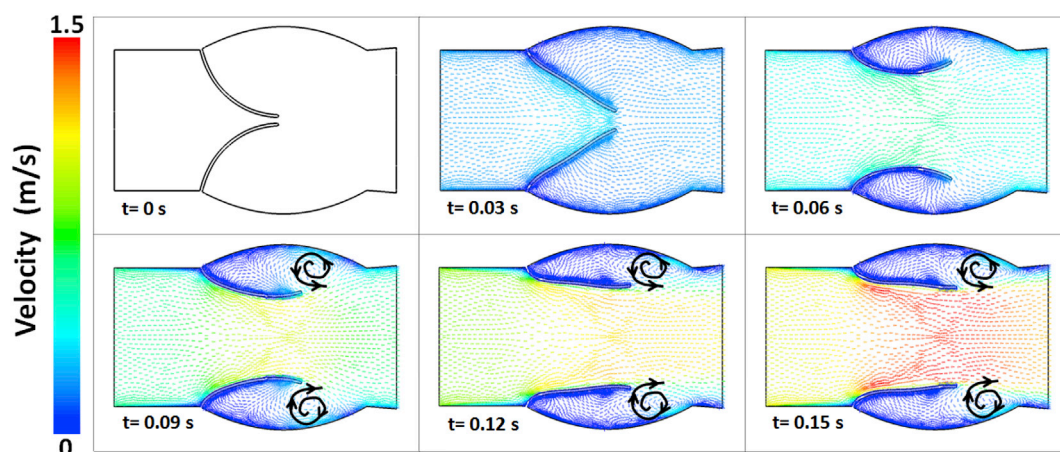 1.5
Velocity (m/s)
0
t= 0 s
t= 0.03 s
t= 0.06 s
t= 0.09 s
t= 0.12 s
t= 0.15 s